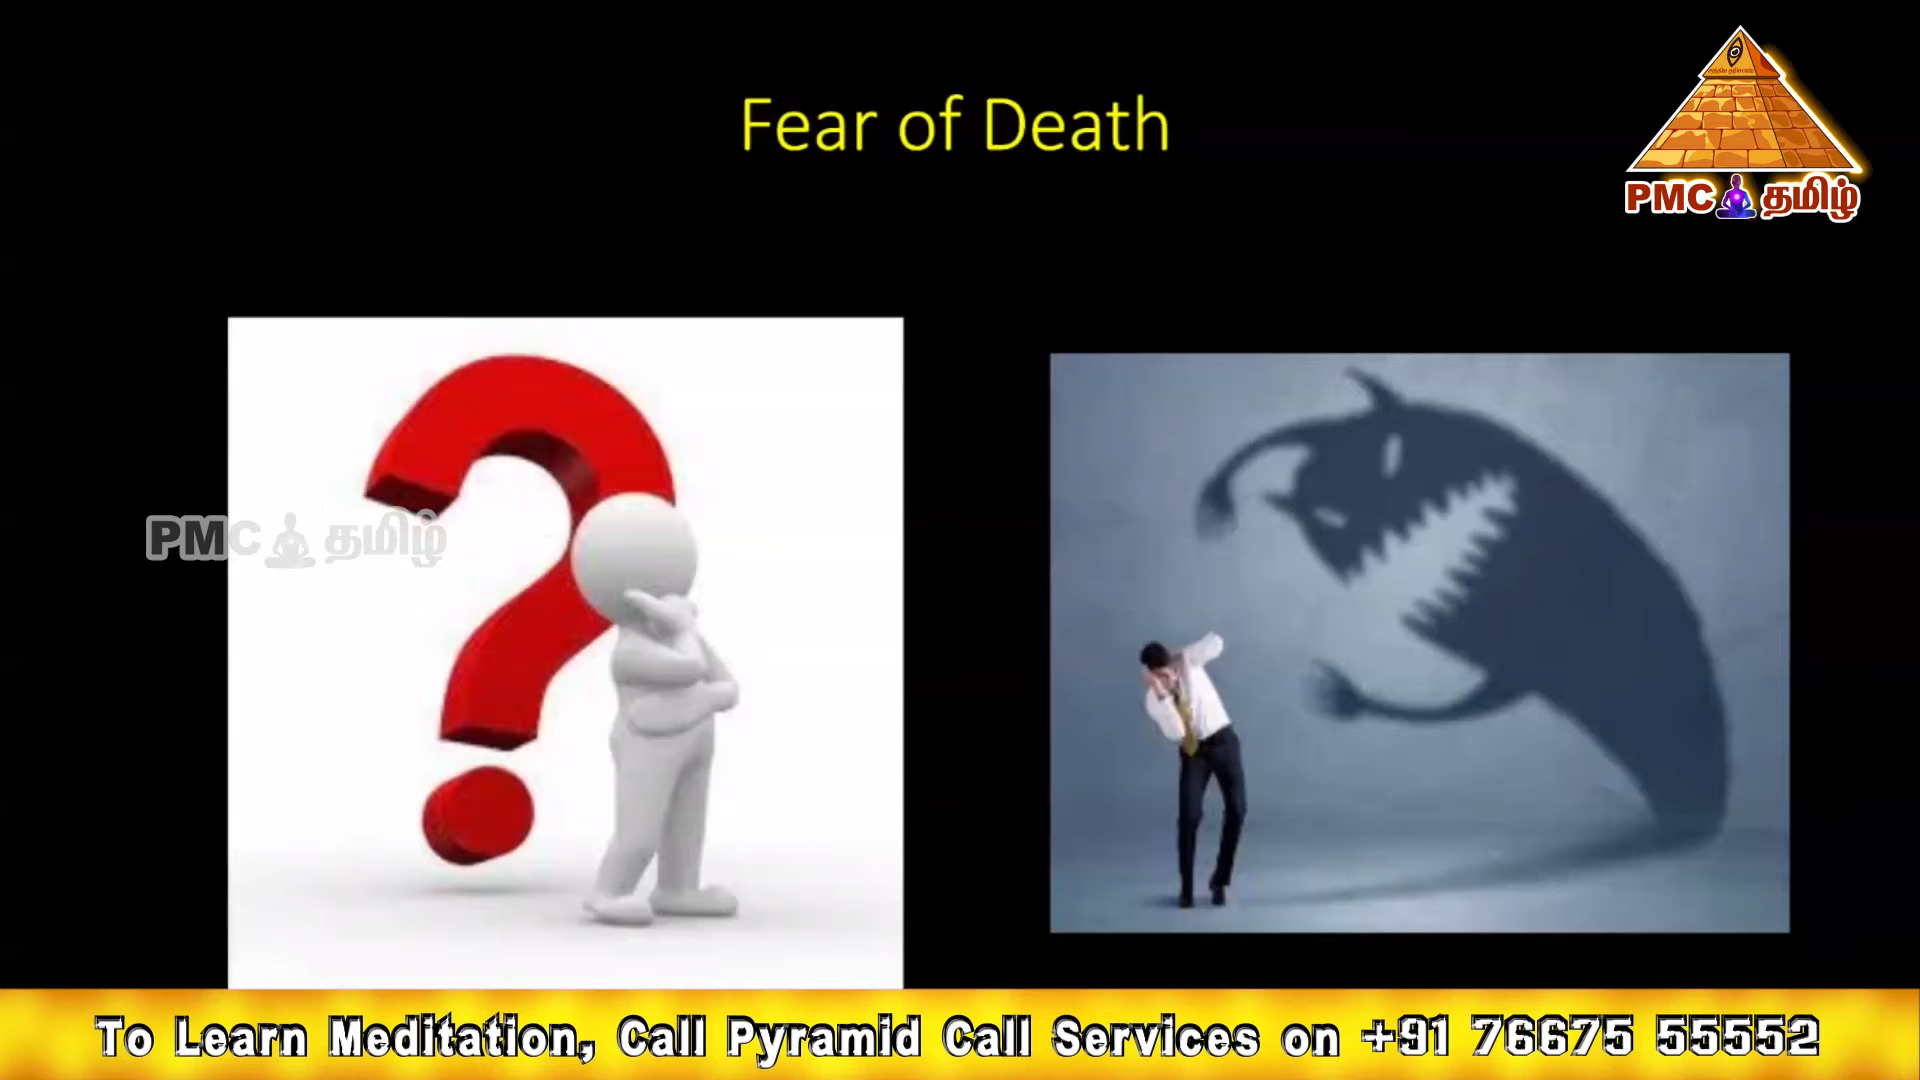 Fear of Death
PMC தமிழ்
PMC தமிழ்
To Learn Meditation, Call Pyramid Call Services on +91 76675 55552